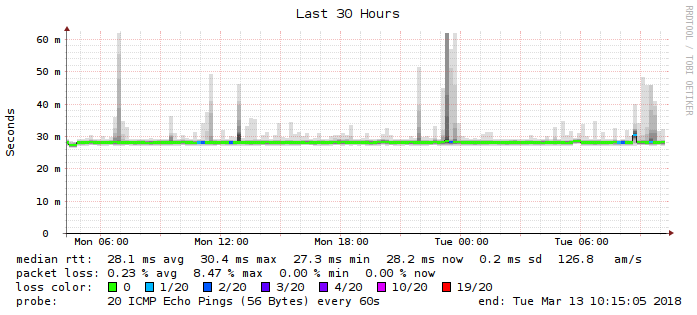 Last 30 Hours
RRDTOOL / TOBI OETIKER
Seconds
60 m
50 m
40 m
30 m
20 m
10 m
0
Mon 06:00 Mon 12:00 Mon 18:00 Tue 00:00 Tue 06:00
median rtt: 28.1 ms avg 30.4 ms max 27.3 ms min 28.2 ms now 0.2 ms sd 126.8 am/s
packet loss: 0.23 % avg 8.47 % max 0.00 % min 0.00 % now
loss color: 0 1/20 2/20 3/20 4/20 10/20 19/20
probe: 20 ICMP Echo Pings (56 Bytes) every 60s end: Tue Mar 13 10:15:05 2018